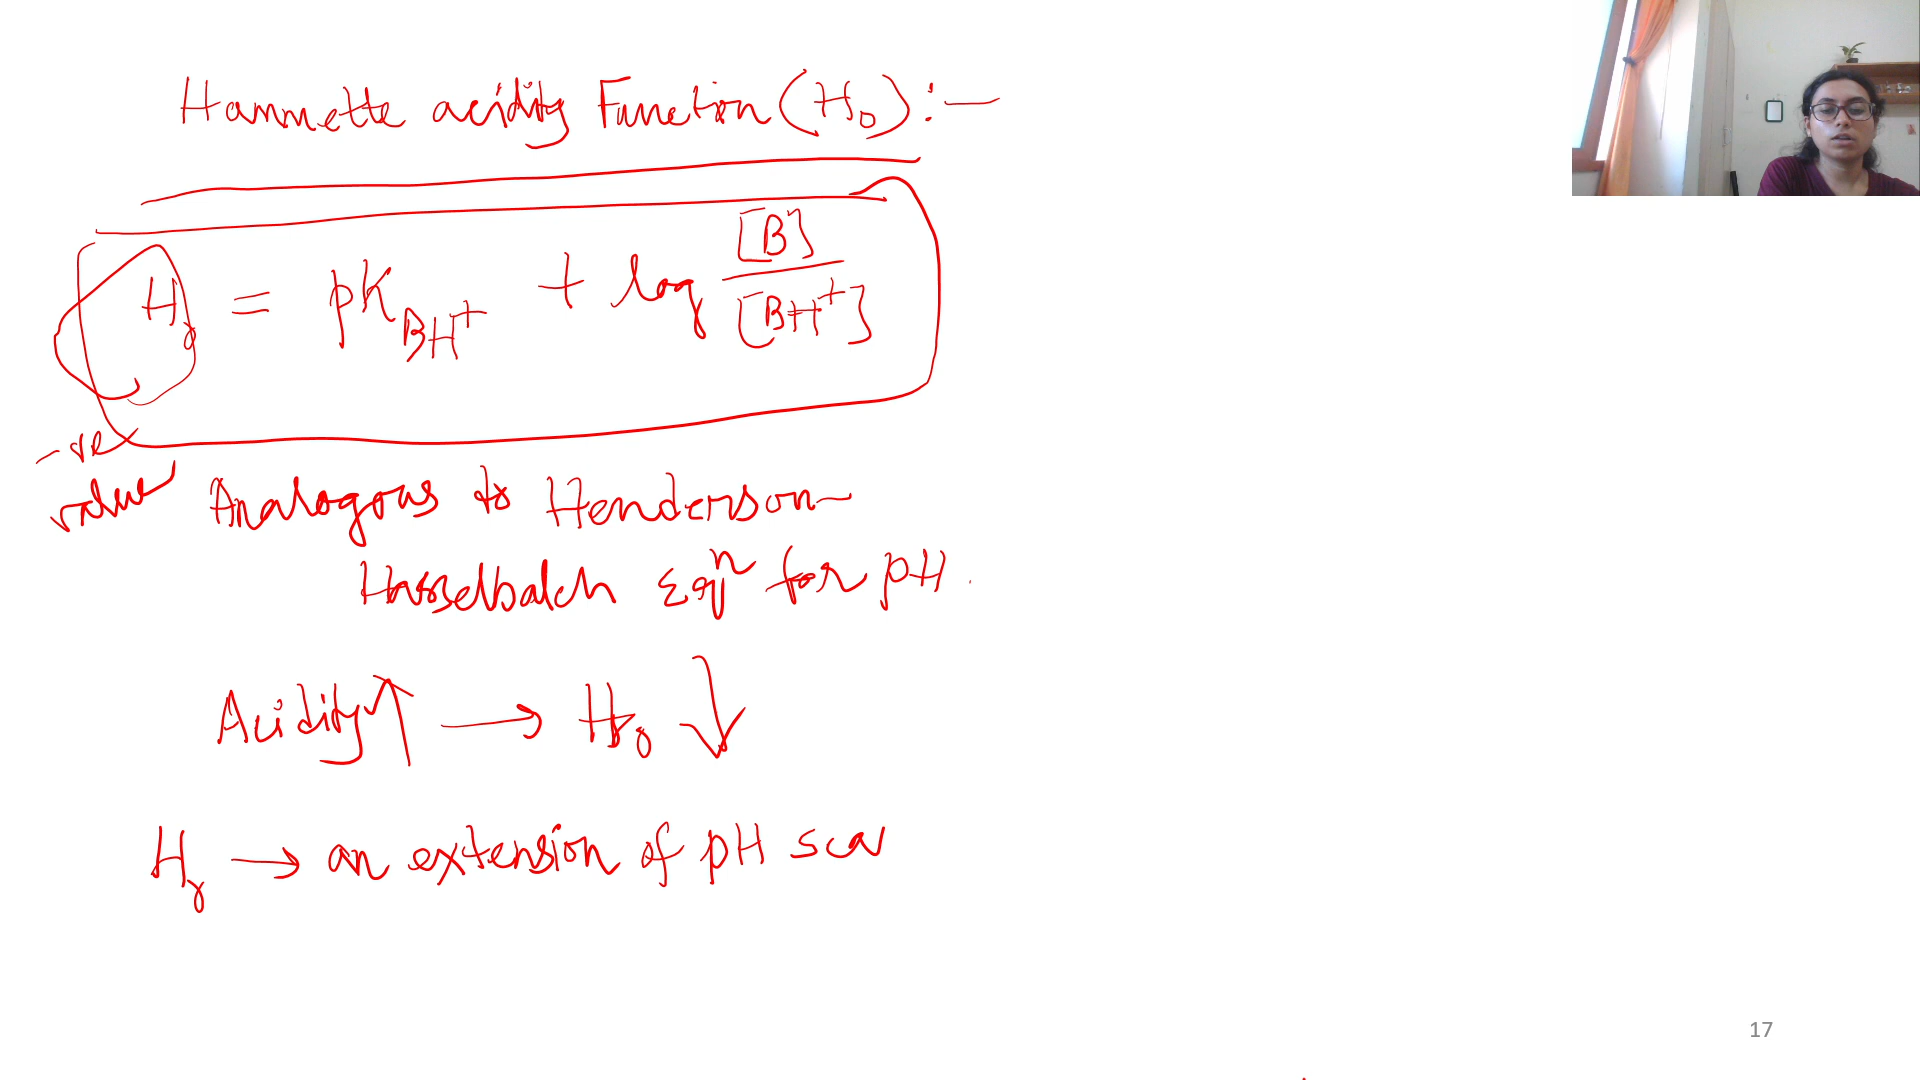 Hammette acidity Function (H₀) :—
H₀ = pK_BH⁺ + log [B] / [BH⁺]
-ve
value
Analogous to Henderson-
Hasselbalch Eqⁿ for pH.
Acidity ↑ → H₀ ↓
H₀ → an extension of pH sca
17